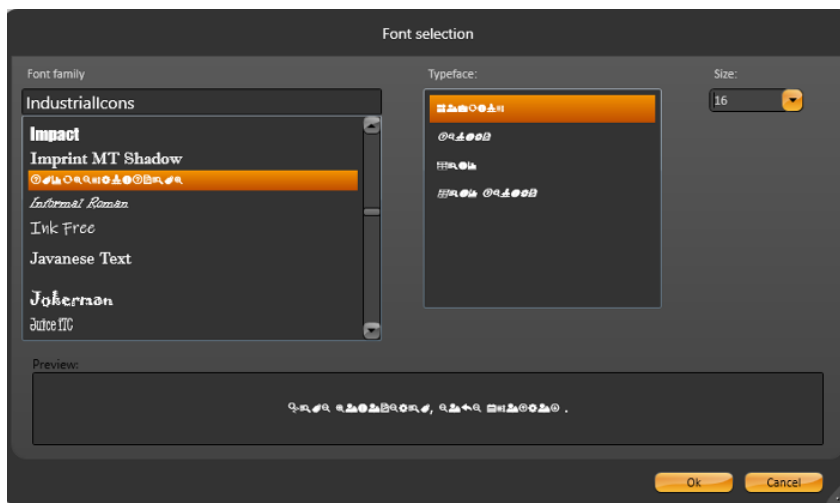 Font selection
Font family
Typeface:
Size:
IndustrialIcons
16
Impact
Imprint MT Shadow
Informal Roman
Ink Free
Javanese Text
Jokerman
Juice ITC
Preview:
Ok
Cancel